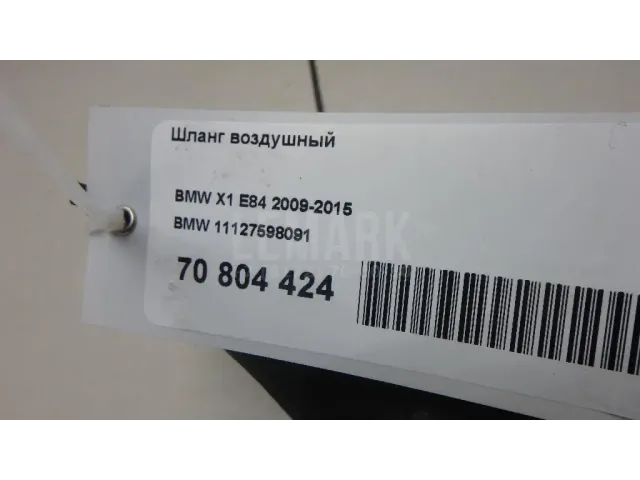 Шланг воздушный
BMW X1 E84 2009-2015
BMW 11127598091
70 804 424